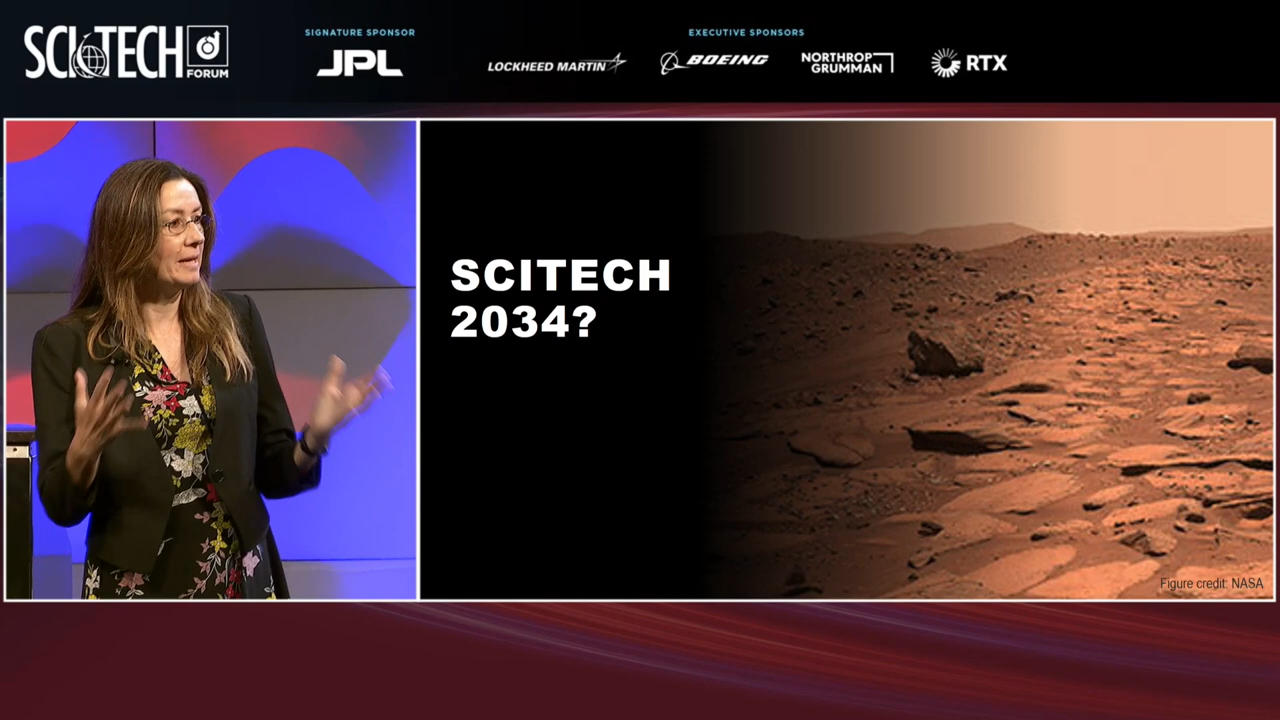 SCITECH
FORUM
SIGNATURE SPONSOR
JPL
EXECUTIVE SPONSORS
LOCKHEED MARTIN
BOEING
NORTHROP
GRUMMAN
RTX
SCITECH
2034?
Figure credit: NASA